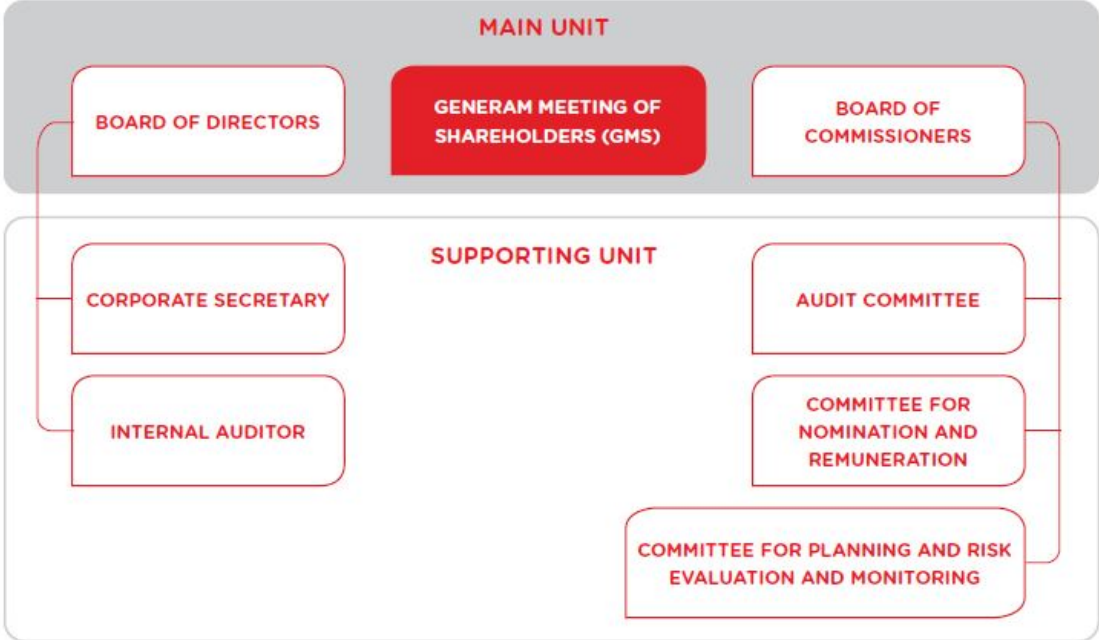 MAIN UNIT
BOARD OF DIRECTORS
GENERAM MEETING OF
SHAREHOLDERS (GMS)
BOARD OF
COMMISSIONERS
SUPPORTING UNIT
CORPORATE SECRETARY
AUDIT COMMITTEE
INTERNAL AUDITOR
COMMITTEE FOR
NOMINATION AND
REMUNERATION
COMMITTEE FOR PLANNING AND RISK
EVALUATION AND MONITORING